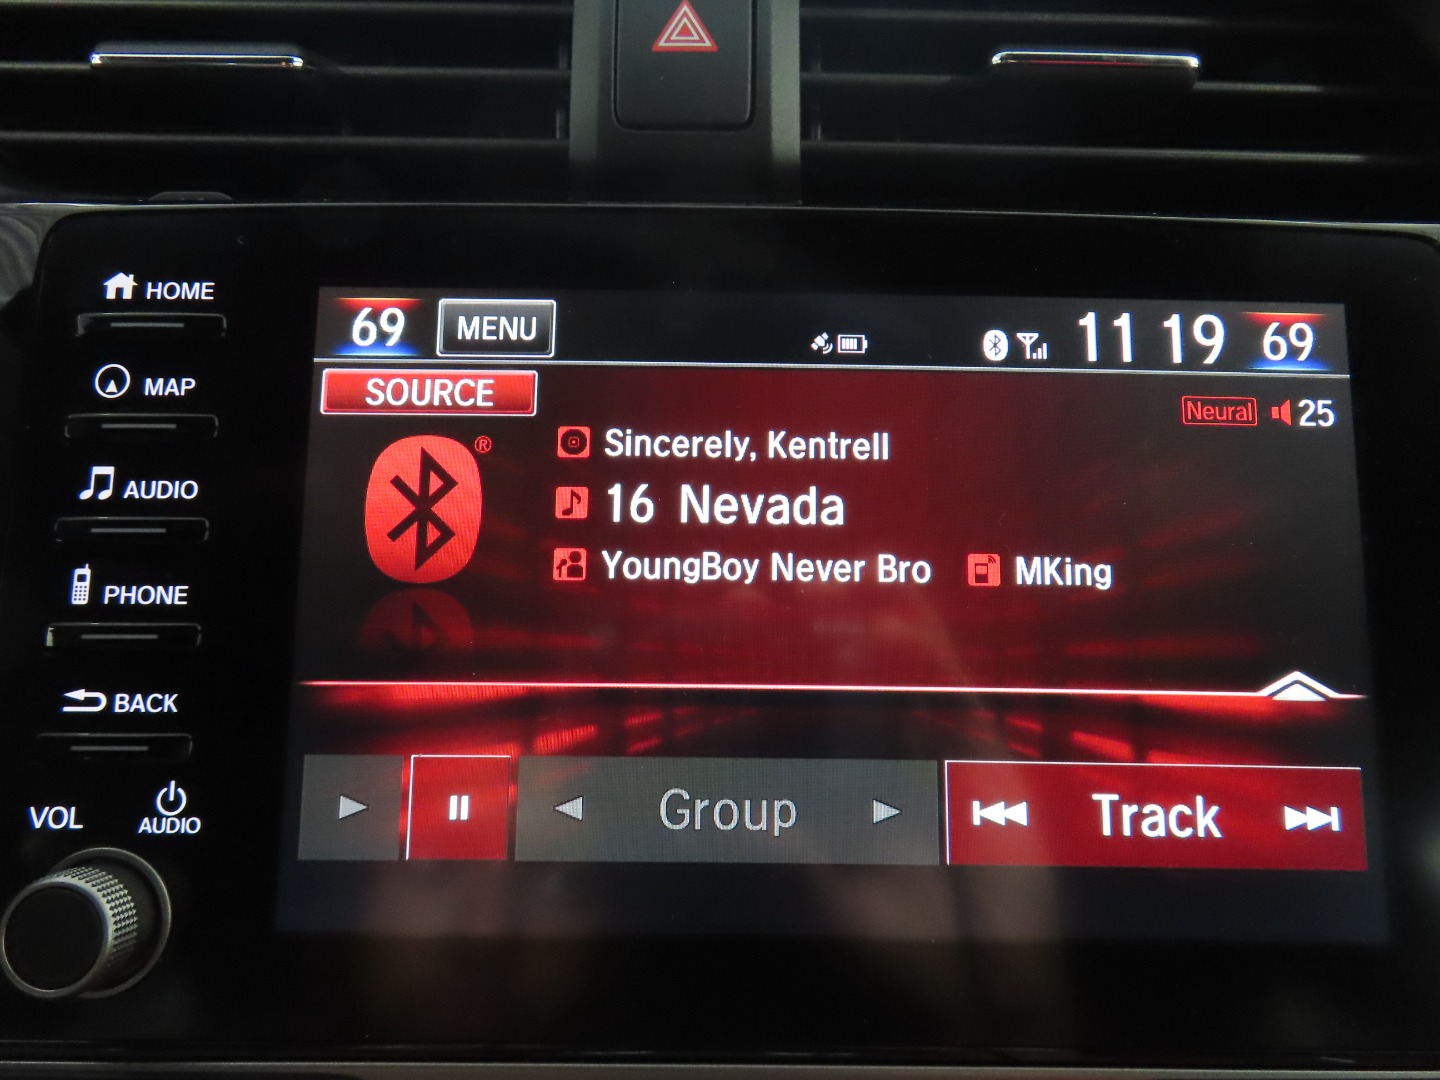 HOME
MAP
AUDIO
PHONE
BACK
VOL
AUDIO
69 MENU 11 19 69
SOURCE
Neural 25
®
Sincerely, Kentrell
16 Nevada
YoungBoy Never Bro MKing
Group
Track